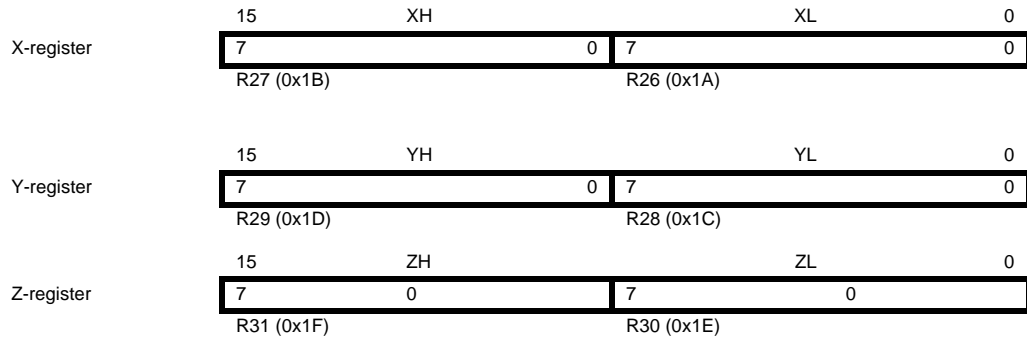 15 XH XL 0
X-register 7 0 7 0
R27 (0x1B) R26 (0x1A)
15 YH YL 0
Y-register 7 0 7 0
R29 (0x1D) R28 (0x1C)
15 ZH ZL 0
Z-register 7 0 7 0
R31 (0x1F) R30 (0x1E)